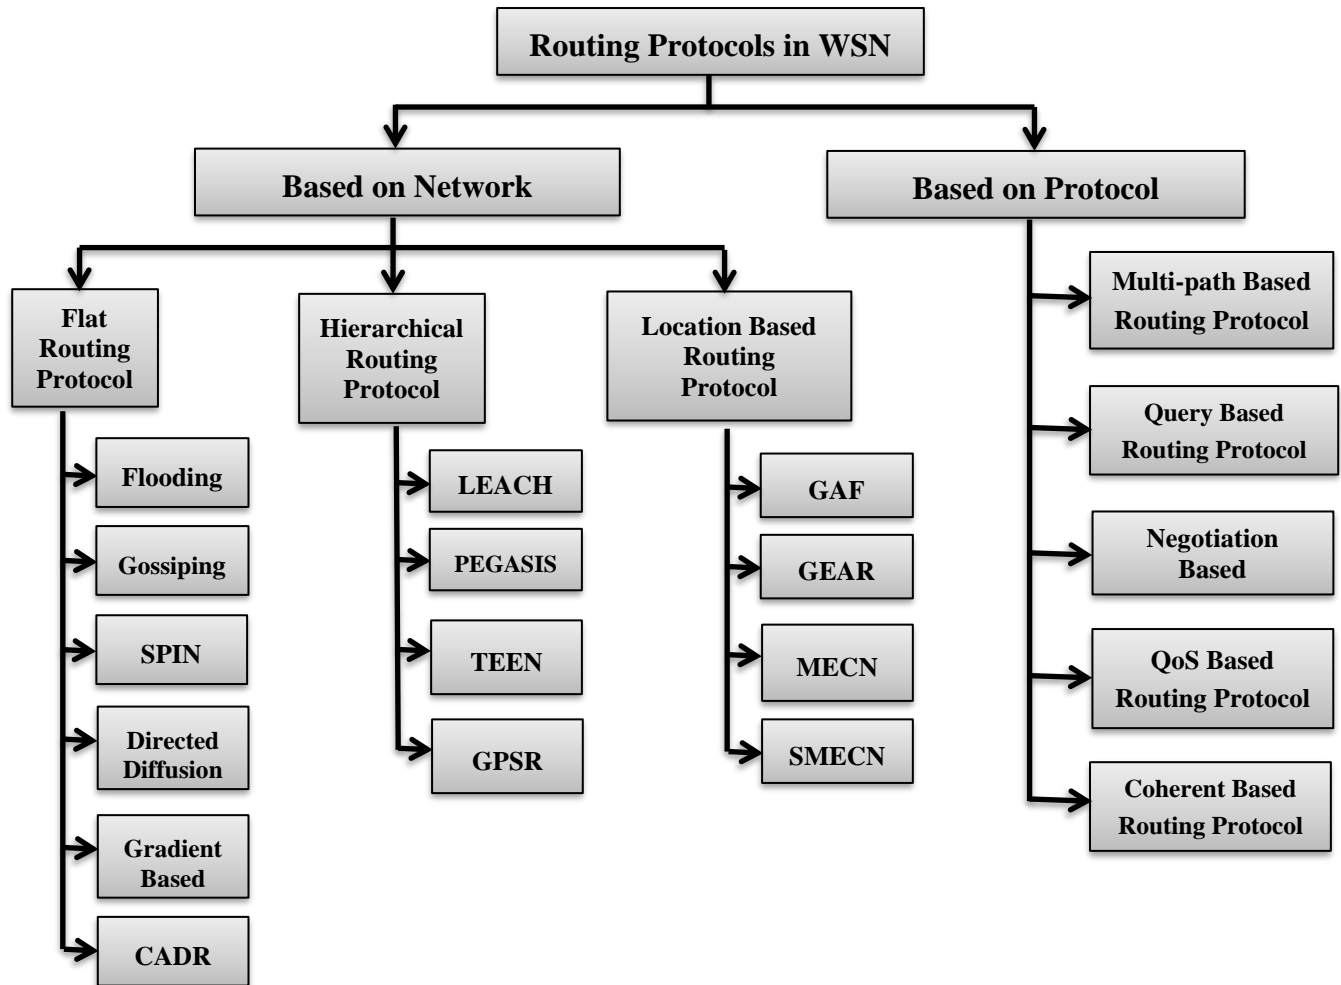 Routing Protocols in WSN
Based on Network
Based on Protocol
Flat
Routing
Protocol
Hierarchical
Routing
Protocol
Location Based
Routing
Protocol
Flooding
Gossiping
SPIN
Directed
Diffusion
Gradient
Based
CADR
LEACH
PEGASIS
TEEN
GPSR
GAF
GEAR
MECN
SMECN
Multi-path Based
Routing Protocol
Query Based
Routing Protocol
Negotiation
Based
QoS Based
Routing Protocol
Coherent Based
Routing Protocol